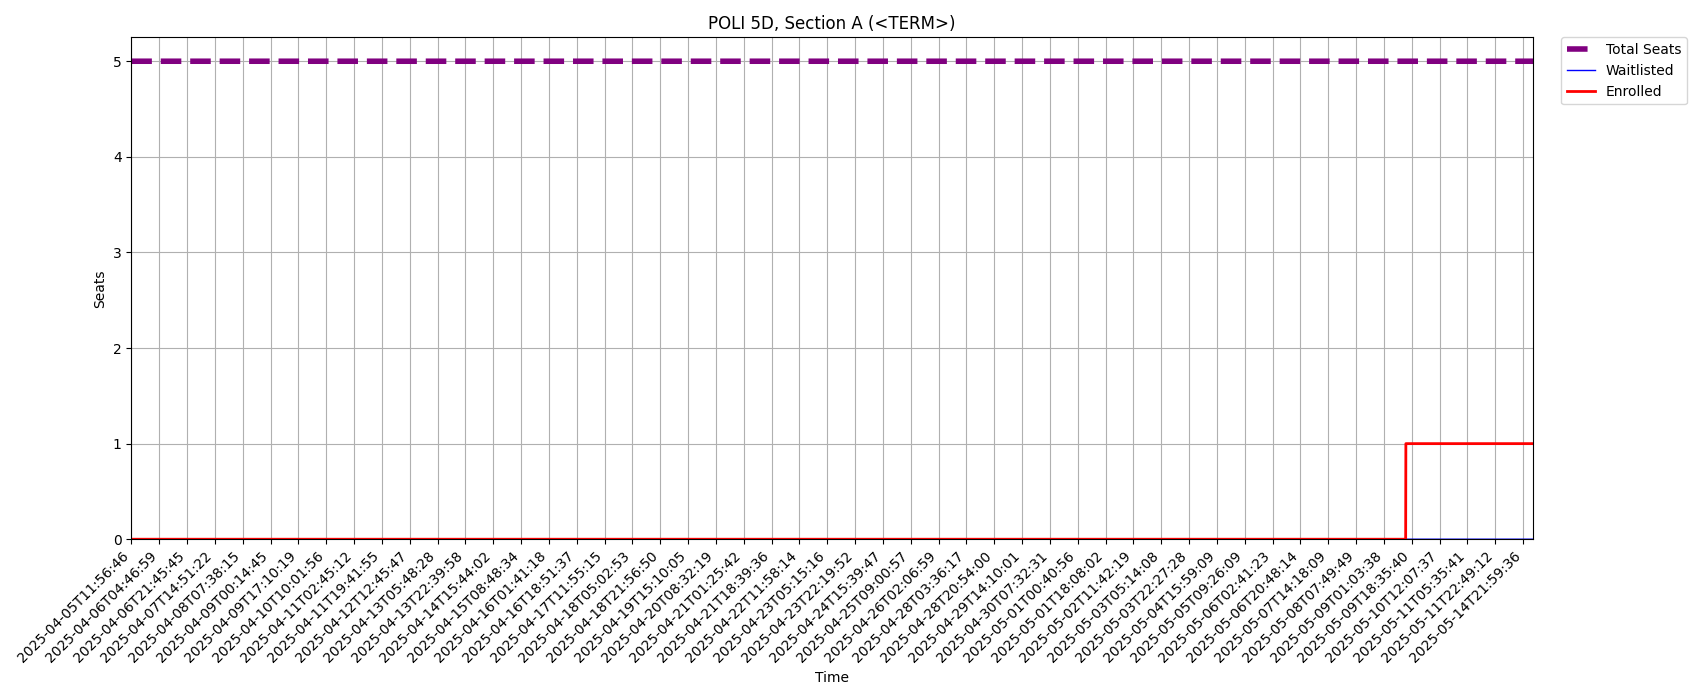 POLI 5D, Section A (<TERM>)
Total Seats
Waitlisted
Enrolled
5
4
3
2
1
0
Seats
2025-04-05T11:56:46
2025-04-06T04:46:59
2025-04-06T21:45:45
2025-04-07T14:51:22
2025-04-08T07:38:15
2025-04-09T00:14:45
2025-04-09T17:10:19
2025-04-10T10:01:56
2025-04-11T02:45:12
2025-04-11T19:41:55
2025-04-12T12:45:47
2025-04-13T05:48:28
2025-04-13T22:39:58
2025-04-14T15:44:02
2025-04-15T08:48:34
2025-04-16T01:41:18
2025-04-16T18:51:37
2025-04-17T11:55:15
2025-04-18T05:02:53
2025-04-18T21:56:50
2025-04-19T15:10:05
2025-04-20T08:32:19
2025-04-21T01:25:42
2025-04-21T18:39:36
2025-04-22T11:58:14
2025-04-23T05:15:16
2025-04-23T22:19:52
2025-04-24T15:39:47
2025-04-25T09:00:57
2025-04-26T02:06:59
2025-04-28T03:36:17
2025-04-28T20:54:00
2025-04-29T14:10:01
2025-04-30T07:32:31
2025-05-01T00:40:56
2025-05-01T18:08:02
2025-05-02T11:42:19
2025-05-03T05:14:08
2025-05-03T22:27:28
2025-05-04T15:59:09
2025-05-05T09:26:09
2025-05-06T02:41:23
2025-05-06T20:48:14
2025-05-07T14:18:09
2025-05-08T07:49:49
2025-05-09T01:03:38
2025-05-09T18:35:40
2025-05-10T12:07:37
2025-05-11T05:35:41
2025-05-11T22:49:12
2025-05-14T21:59:36
Time